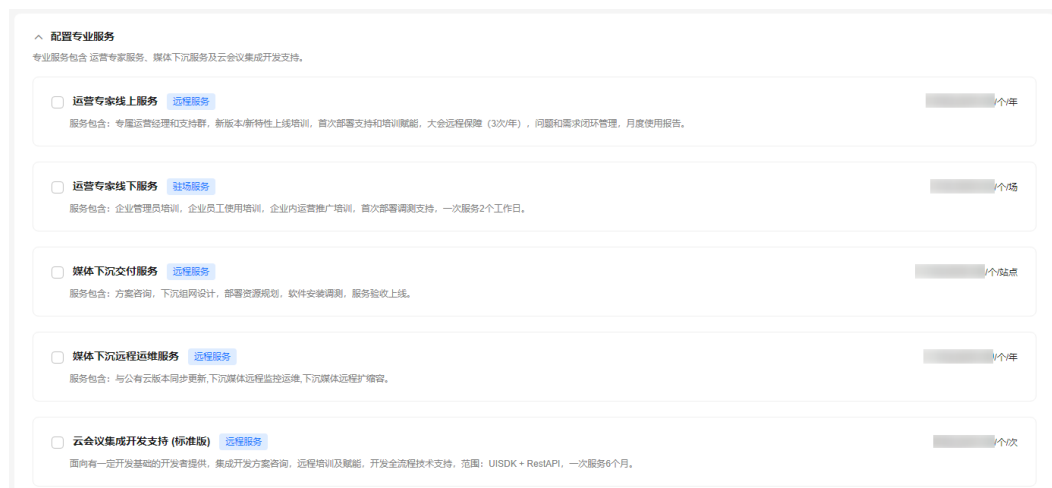 配置专业服务
专业服务包含 运营专家服务、媒体下沉服务及云会议集成开发支持。
运营专家线上服务 远程服务 /个/年
服务包含：专属运营经理和支持群，新版本/新特性上线培训，首次部署支持和培训赋能，大会远程保障（3次/年），问题和需求闭环管理，月度使用报告。
运营专家线下服务 驻场服务 /个/场
服务包含：企业管理员培训，企业员工使用培训，企业内运营推广培训，首次部署调测支持，一次服务2个工作日。
媒体下沉交付服务 远程服务 /个/站点
服务包含：方案咨询，下沉组网设计，部署资源规划，软件安装调测，服务验收上线。
媒体下沉远程运维服务 远程服务 /个/年
服务包含：与公有云版本同步更新,下沉媒体远程监控运维,下沉媒体远程扩缩容。
云会议集成开发支持 (标准版) 远程服务 /个/次
面向有一定开发基础的开发者提供，集成开发方案咨询，远程培训及赋能，开发全流程技术支持，范围：UISDK + RestAPI，一次服务6个月。